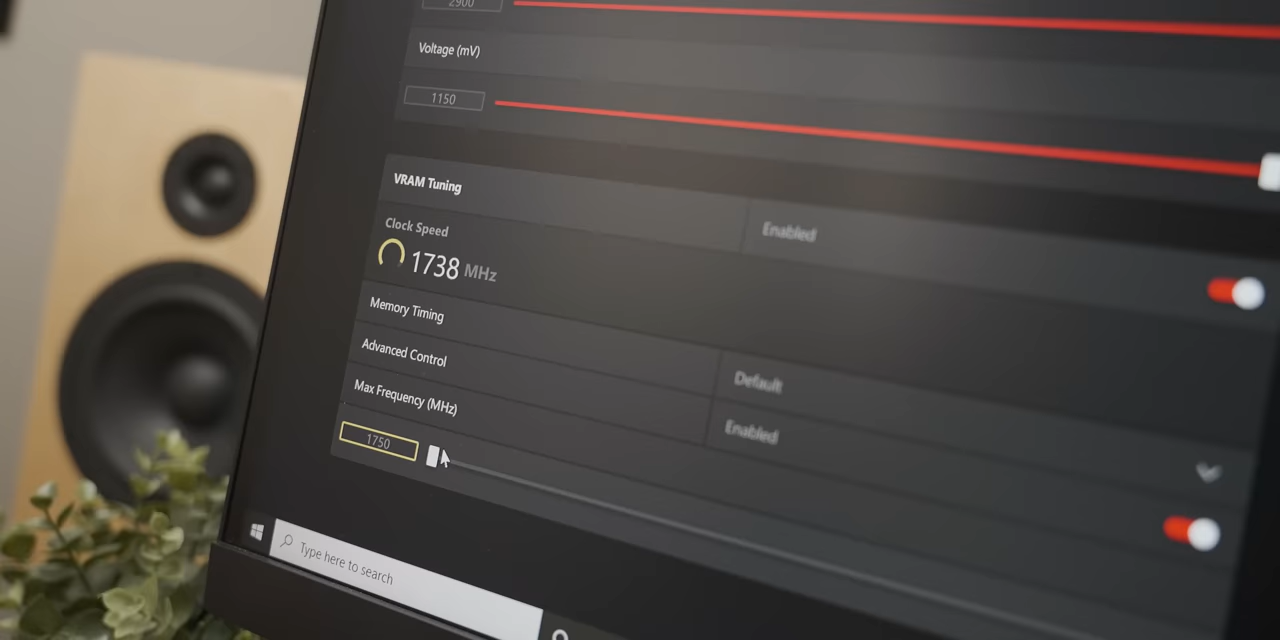 2900
Voltage (mV)
1150
VRAM Tuning
Enabled
Clock Speed
1738 MHz
Memory Timing
Default
Advanced Control
Enabled
Max Frequency (MHz)
1750
Type here to search